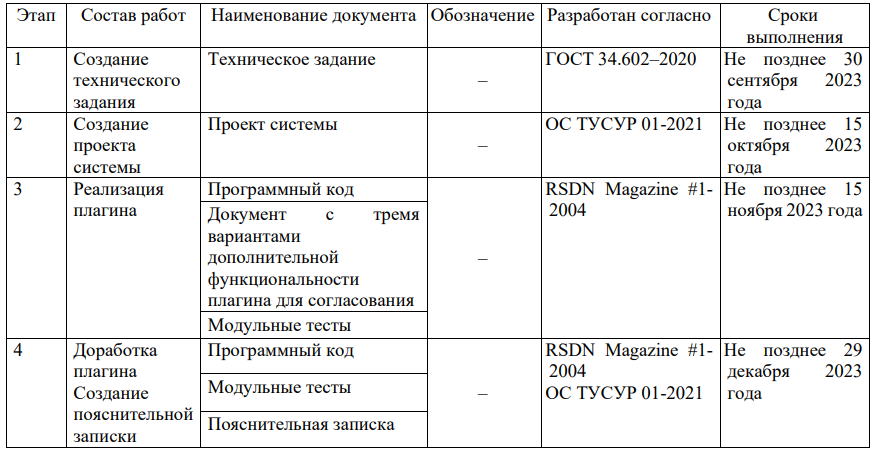 Этап Состав работ Наименование документа Обозначение Разработан согласно Сроки
выполнения
1 Создание Техническое задание – ГОСТ 34.602–2020 Не позднее 30
технического сентября 2023
задания года
2 Создание Проект системы – ОС ТУСУР 01-2021 Не позднее 15
проекта октября 2023
системы года
3 Реализация Программный код RSDN Magazine #1- Не позднее 15
плагина Документ с тремя 2004 ноября 2023 года
вариантами
дополнительной –
функциональности
плагина для согласования
Модульные тесты
4 Доработка Программный код RSDN Magazine #1- Не позднее 29
плагина 2004 декабря 2023
Создание Модульные тесты – ОС ТУСУР 01-2021 года
пояснительной
записки Пояснительная записка